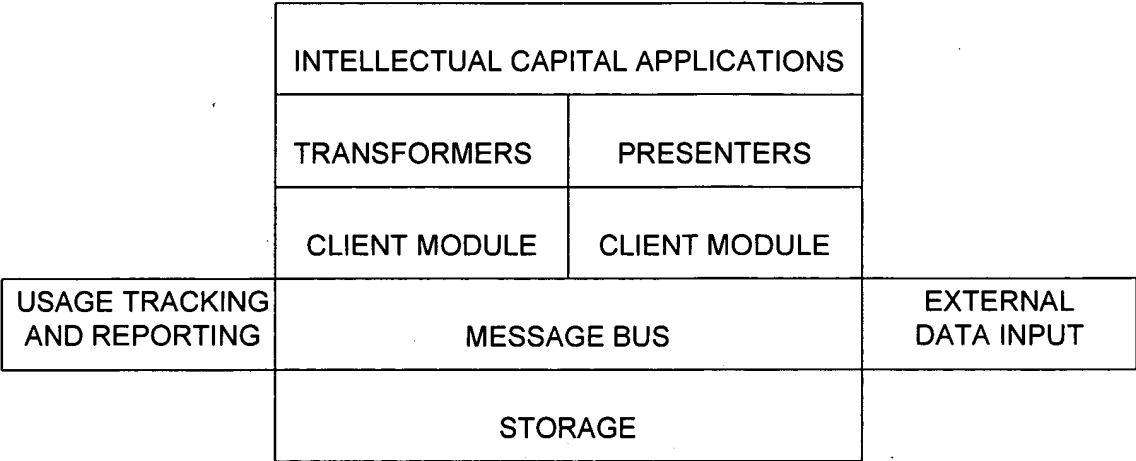 INTELLECTUAL CAPITAL APPLICATIONS
TRANSFORMERS
PRESENTERS
CLIENT MODULE
CLIENT MODULE
USAGE TRACKING
AND REPORTING
MESSAGE BUS
EXTERNAL
DATA INPUT
STORAGE